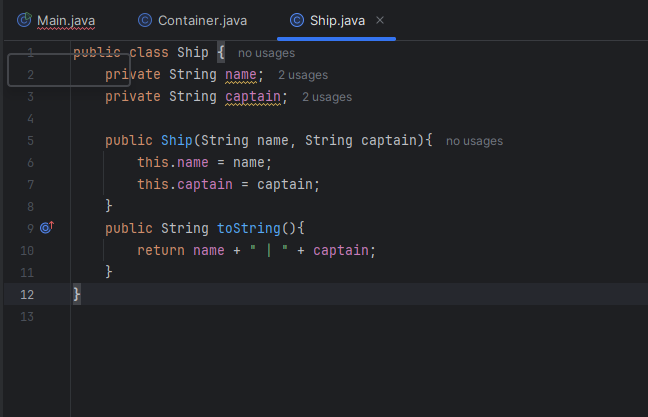 Main.java Container.java Ship.java
1 public class Ship { no usages
2 private String name; 2 usages
3 private String captain; 2 usages
4
5 public Ship(String name, String captain){ no usages
6 this.name = name;
7 this.captain = captain;
8 }
9 public String toString(){
10 return name + " | " + captain;
11 }
12 }
13